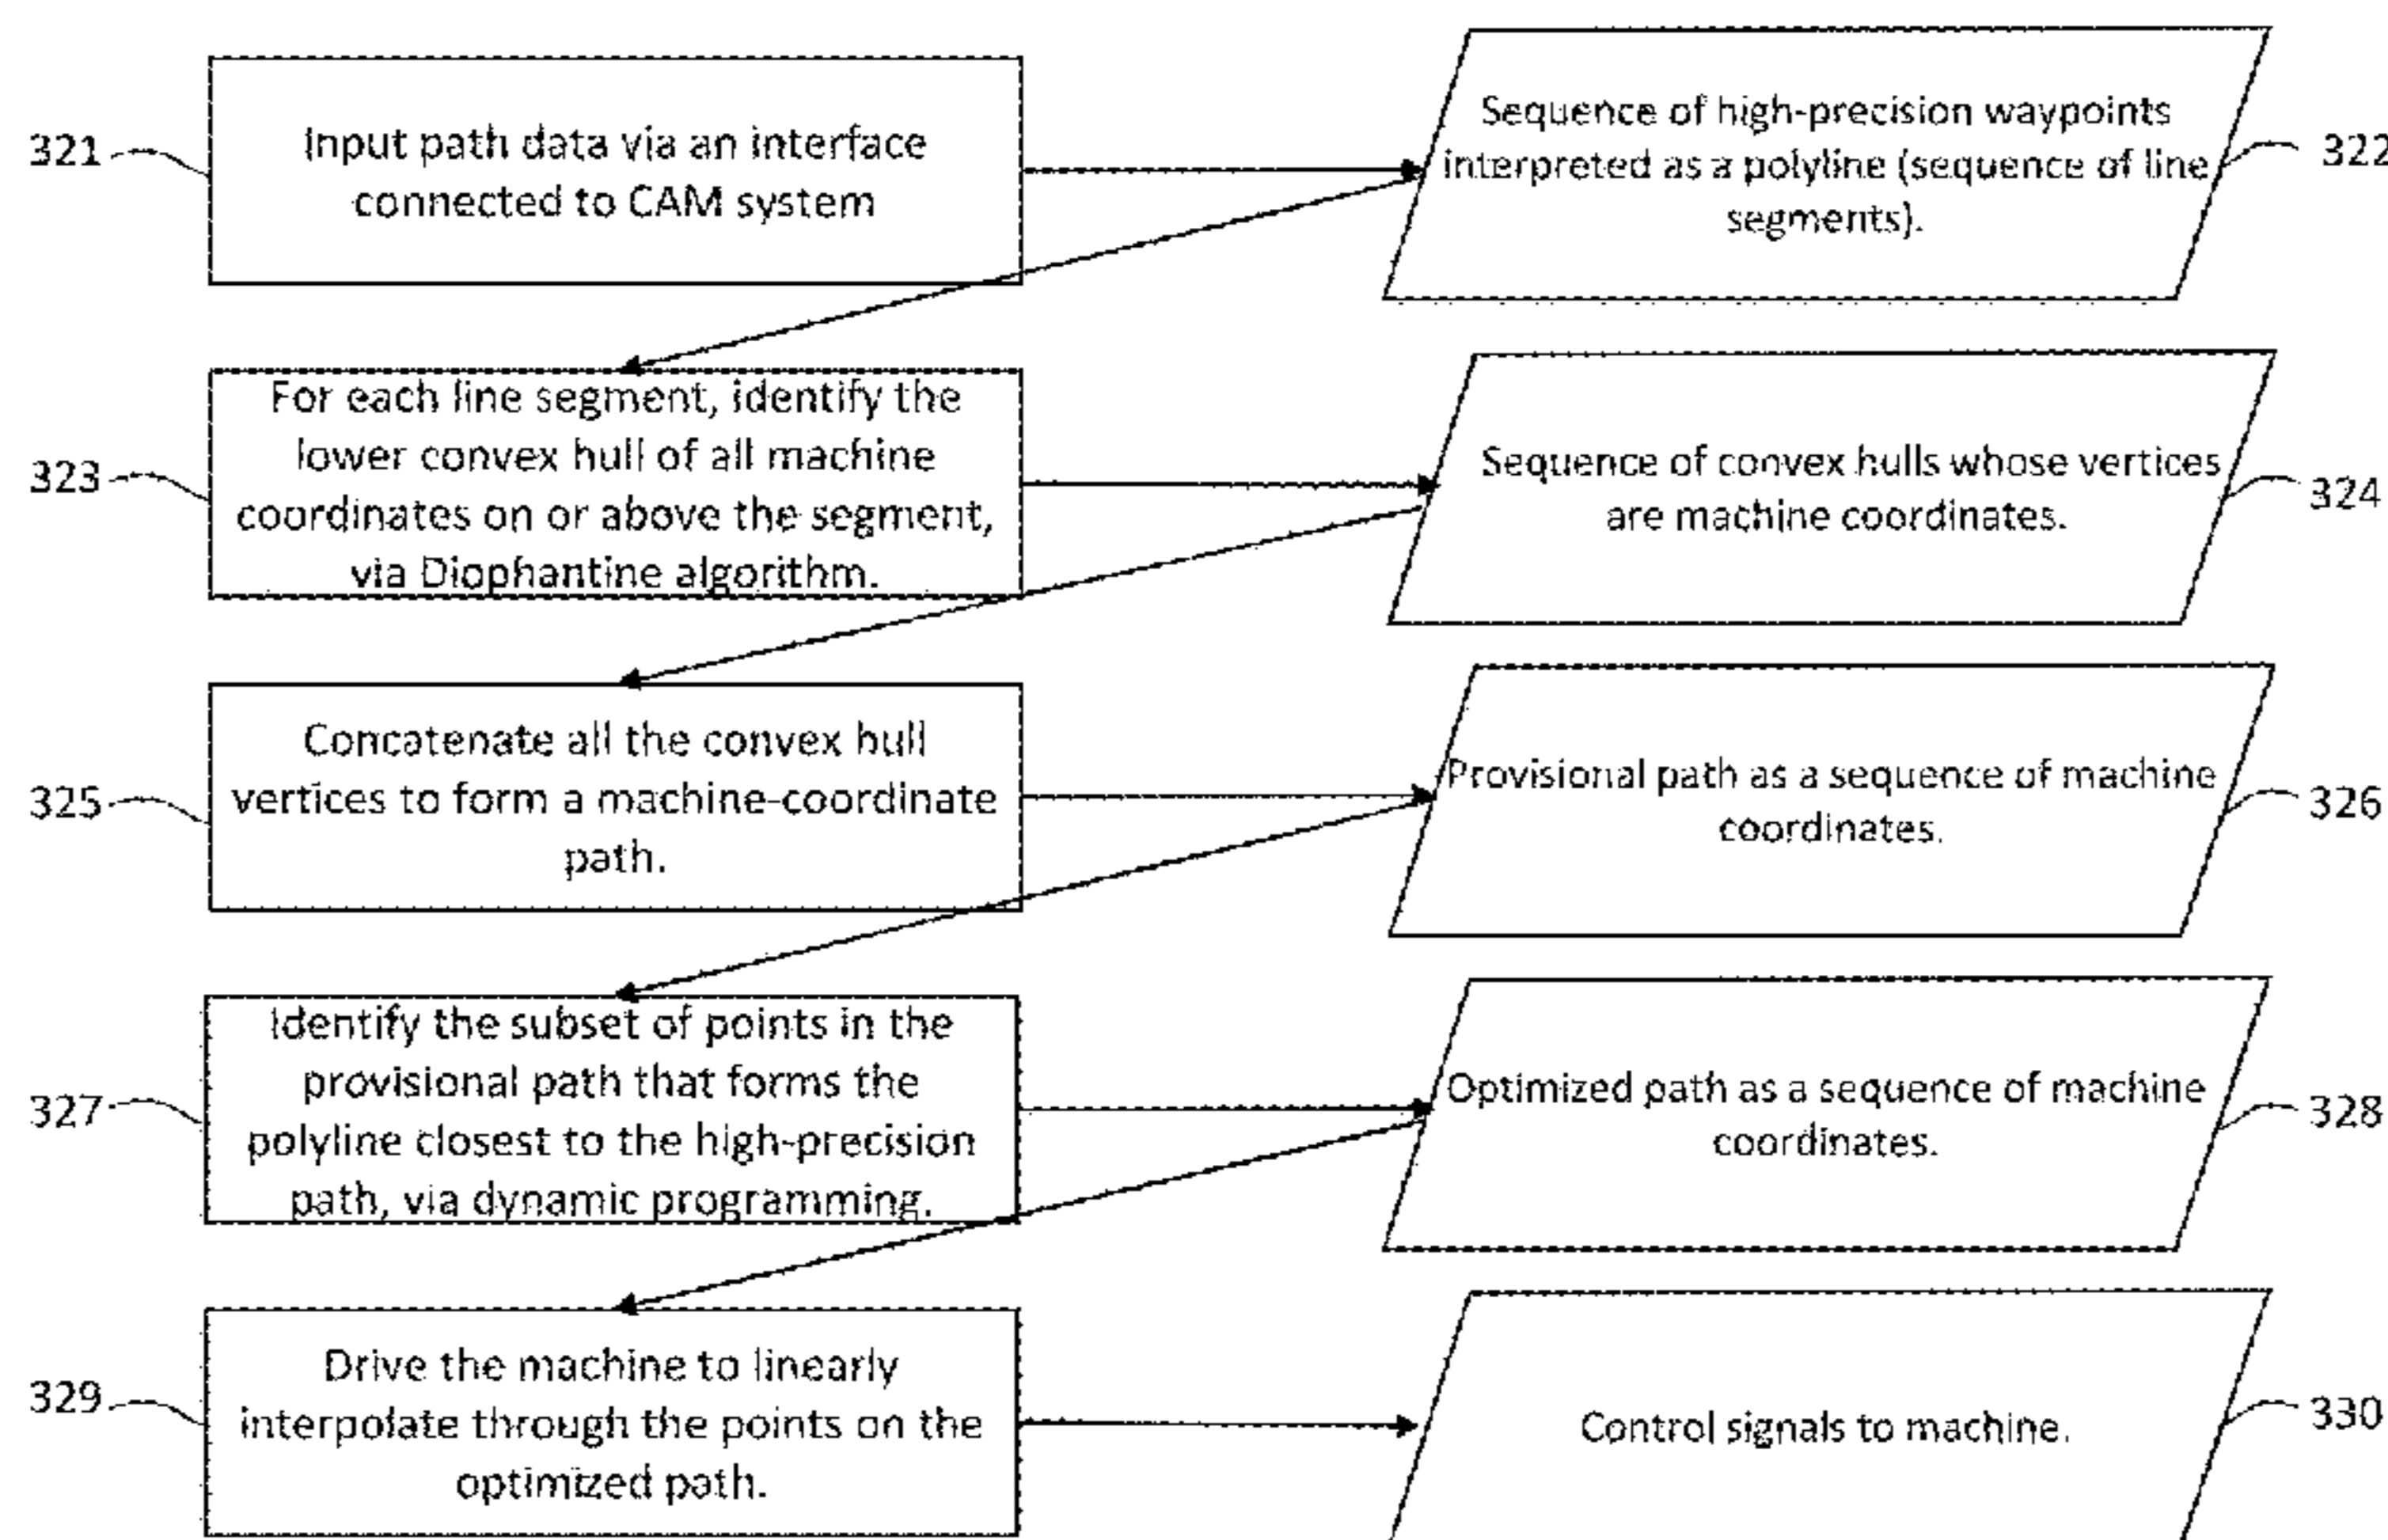 321
Input path data via an interface
connected to CAM system
Sequence of high-precision waypoints
interpreted as a polyline (sequence of line
segments).
322
323
For each line segment, identify the
lower convex hull of all machine
coordinates on or above the segment,
via Diophantine algorithm.
Sequence of convex hulls whose vertices
are machine coordinates.
324
325
Concatenate all the convex hull
vertices to form a machine-coordinate
path.
Provisional path as a sequence of machine
coordinates.
326
327
Identify the subset of points in the
provisional path that forms the
polyline closest to the high-precision
path, via dynamic programming.
Optimized path as a sequence of machine
coordinates.
328
329
Drive the machine to linearly
interpolate through the points on the
optimized path.
Control signals to machine.
330